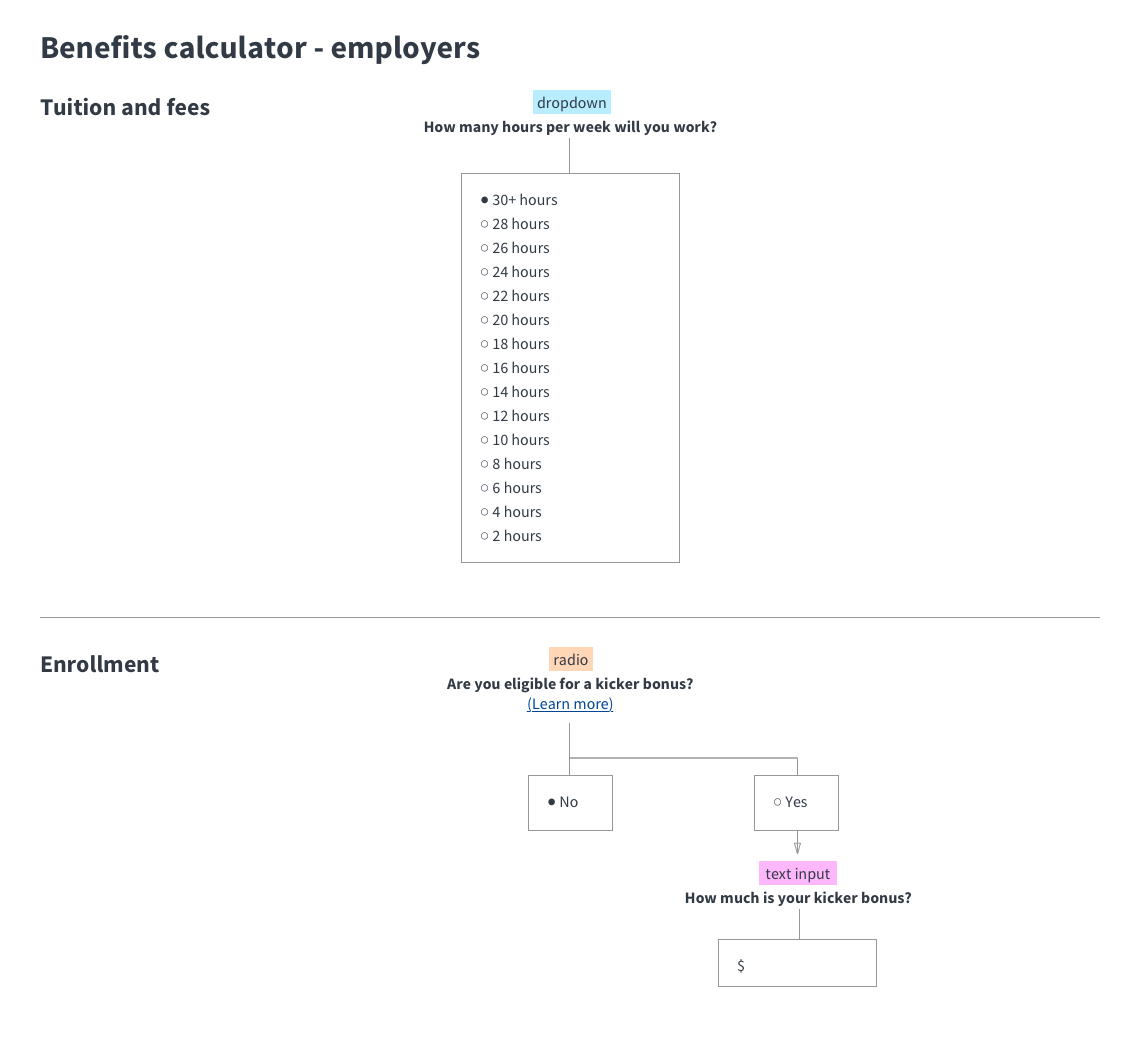 Benefits calculator - employers
Tuition and fees
dropdown
How many hours per week will you work?
● 30+ hours
○ 28 hours
○ 26 hours
○ 24 hours
○ 22 hours
○ 20 hours
○ 18 hours
○ 16 hours
○ 14 hours
○ 12 hours
○ 10 hours
○ 8 hours
○ 6 hours
○ 4 hours
○ 2 hours
Enrollment
radio
Are you eligible for a kicker bonus?
(Learn more)
● No
○ Yes
text input
How much is your kicker bonus?
$